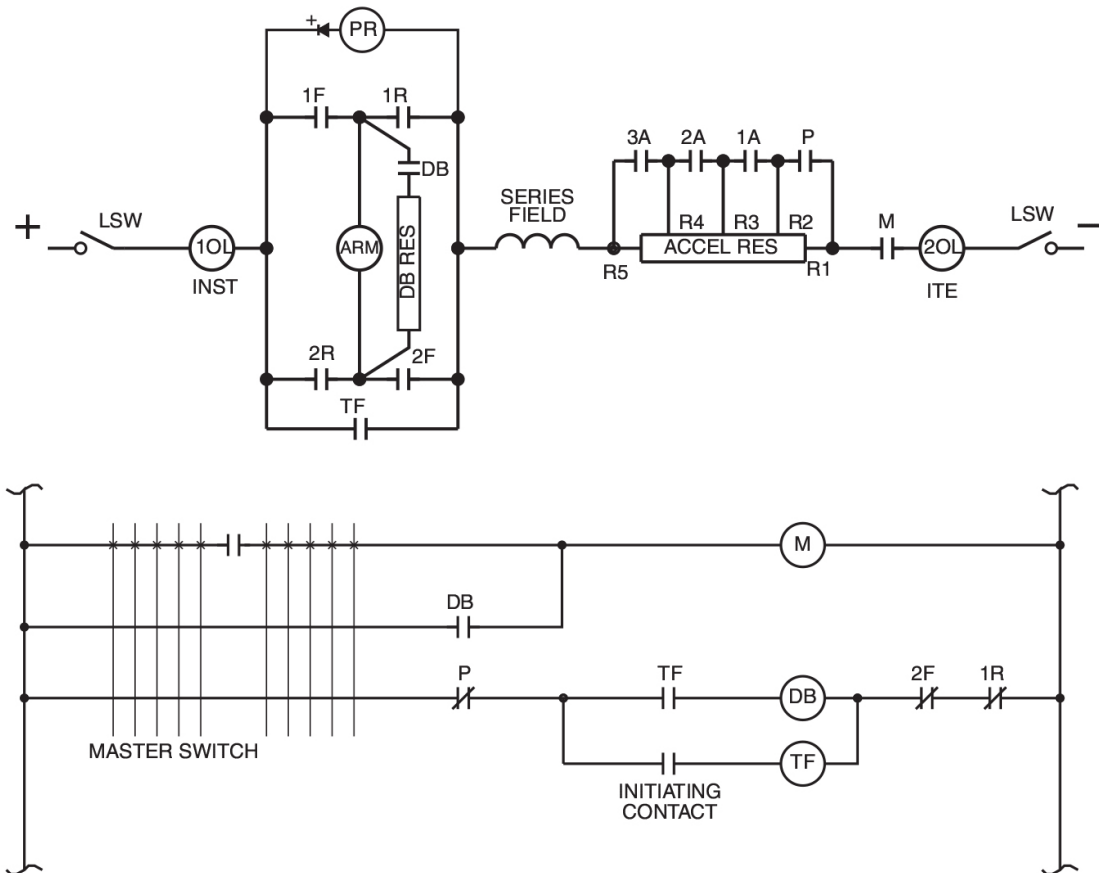 + PR
1F 1R
DB
3A 2A 1A P
+ LSW
1OL
INST
ARM
DB RES
SERIES
FIELD
R5
R4 R3 R2
ACCEL RES
R1
M
2OL
ITE
LSW −
2R 2F
TF
M
DB
P TF DB 2F 1R
MASTER SWITCH
TF
INITIATING
CONTACT